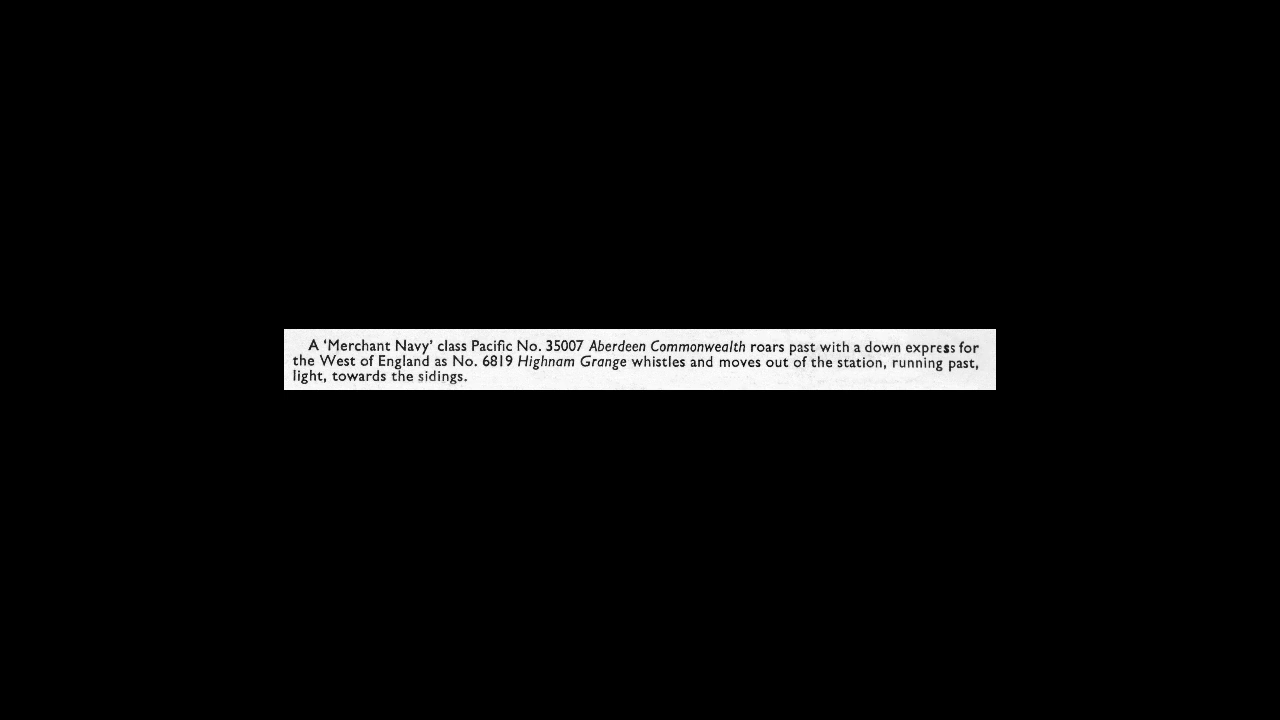 A ‘Merchant Navy’ class Pacific No. 35007 Aberdeen Commonwealth roars past with a down express for
the West of England as No. 6819 Highnam Grange whistles and moves out of the station, running past,
light, towards the sidings.